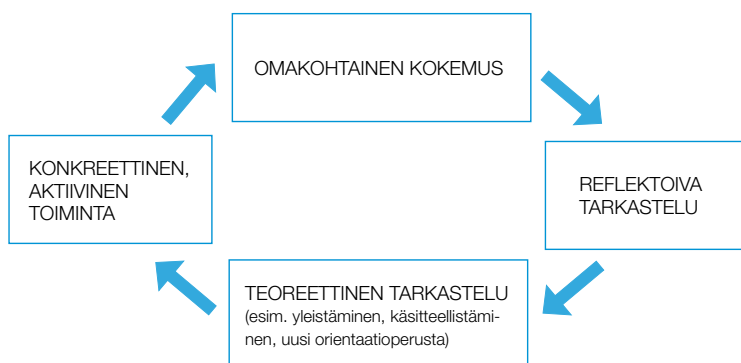 OMAKOHTAINEN KOKEMUS
REFLEKTOIVA
TARKASTELU
TEOREETTINEN TARKASTELU
(esim. yleistäminen, käsitteellistämi-
nen, uusi orientaatioperusta)
KONKREETTINEN,
AKTIIVINEN
TOIMINTA